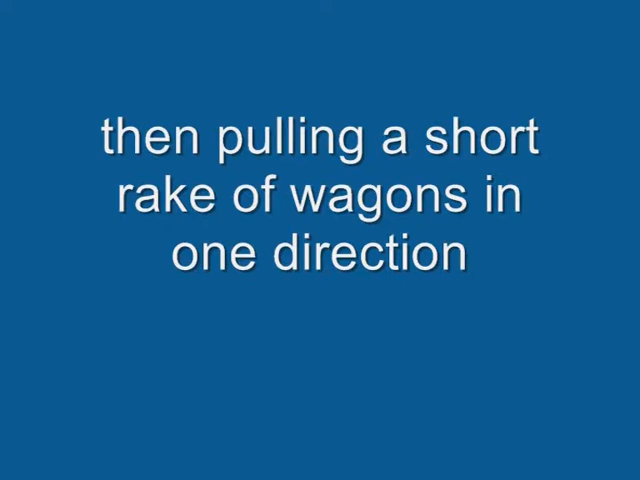 then pulling a short
rake of wagons in
one direction